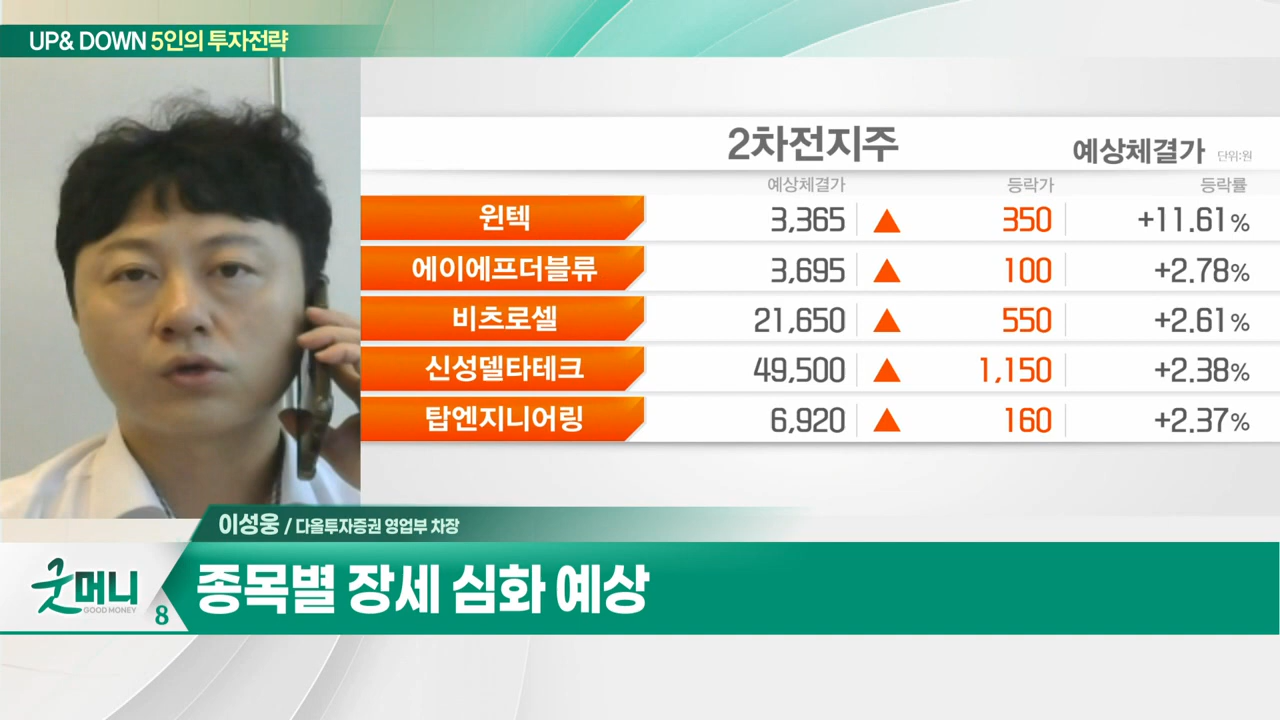 UP& DOWN 5인의 투자전략
2차전지주 예상체결가 단위:원
예상체결가 등락가 등락률
윈텍 3,365 ▲ 350 +11.61%
에이에프더블류 3,695 ▲ 100 +2.78%
비츠로셀 21,650 ▲ 550 +2.61%
신성델타테크 49,500 ▲ 1,150 +2.38%
탑엔지니어링 6,920 ▲ 160 +2.37%
이성웅 / 다올투자증권 영업부 차장
굿머니
GOOD MONEY
8
종목별 장세 심화 예상